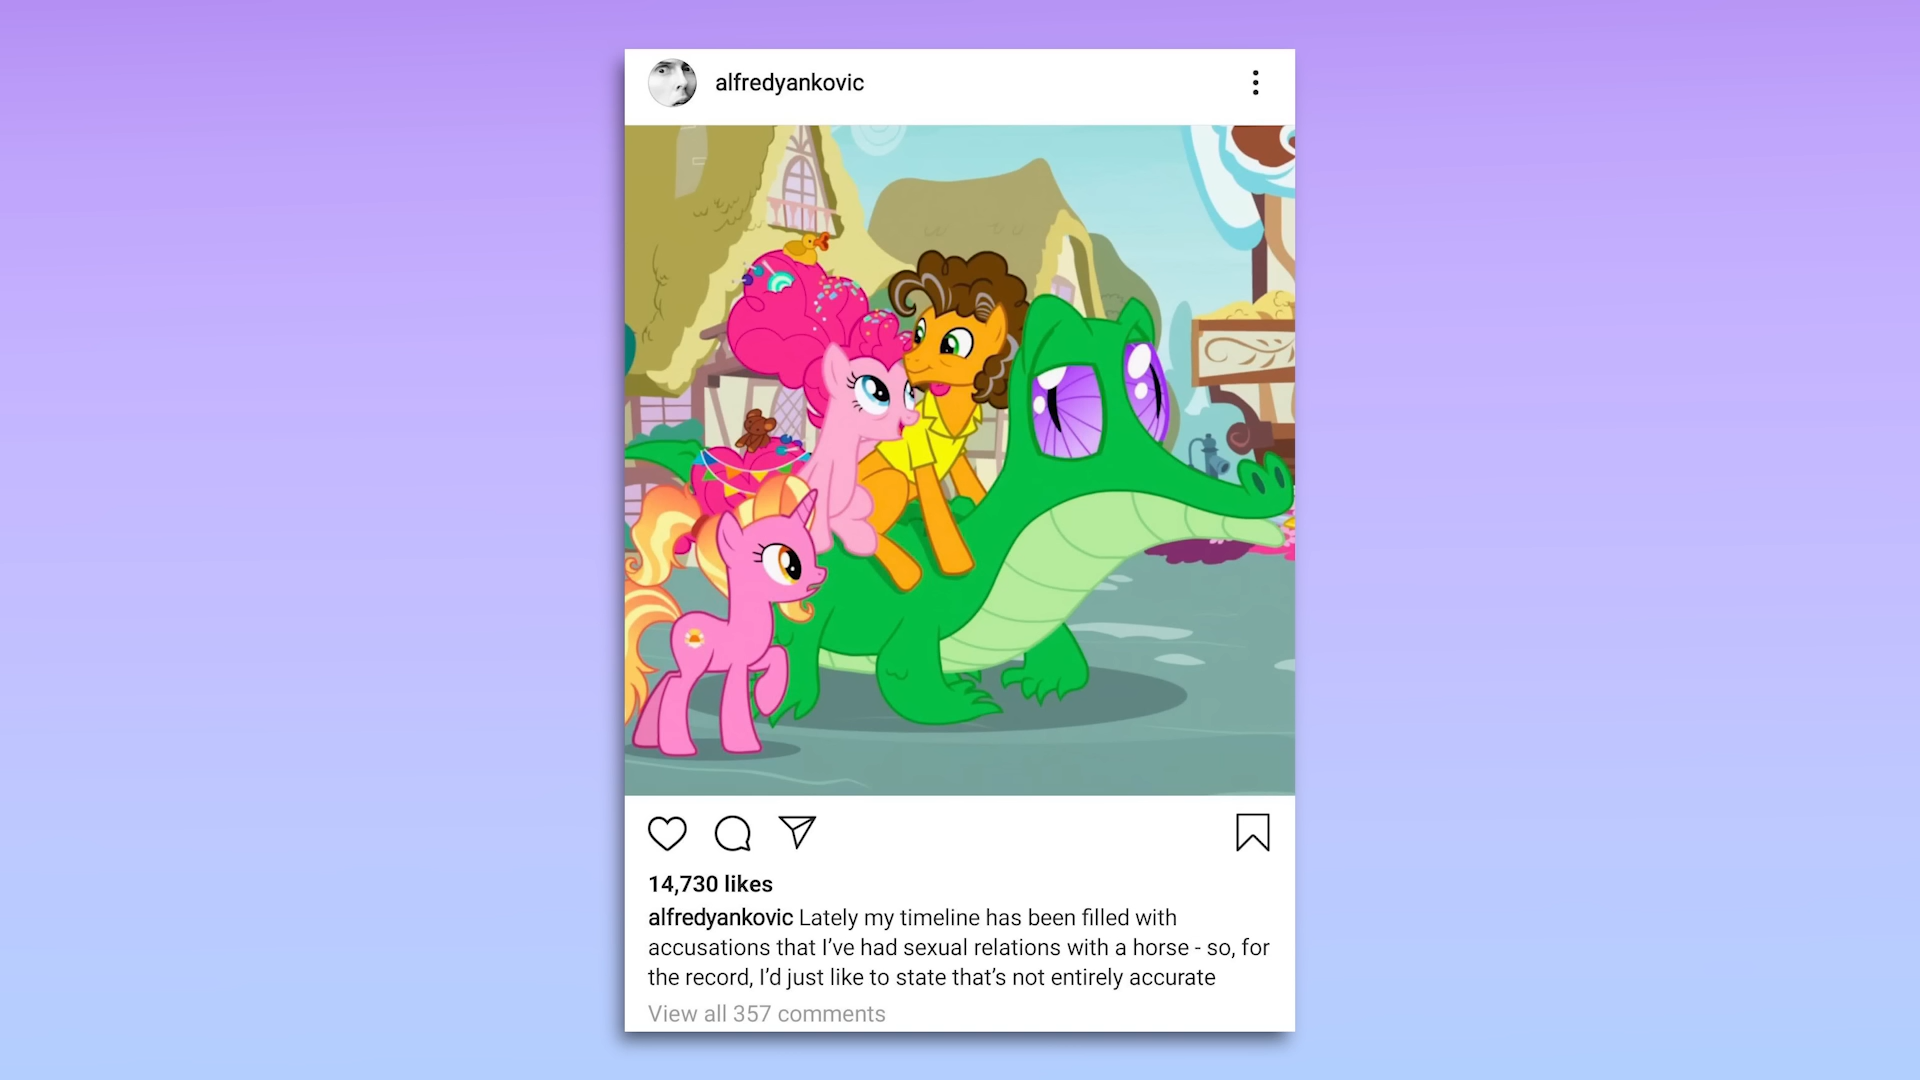 alfredyankovic
14,730 likes
alfredyankovic Lately my timeline has been filled with
accusations that I’ve had sexual relations with a horse - so, for
the record, I’d just like to state that’s not entirely accurate
View all 357 comments